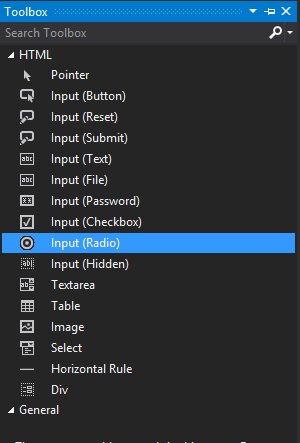 Toolbox
Search Toolbox
HTML
Pointer
Input (Button)
Input (Reset)
Input (Submit)
Input (Text)
Input (File)
Input (Password)
Input (Checkbox)
Input (Radio)
Input (Hidden)
Textarea
Table
Image
Select
Horizontal Rule
Div
General